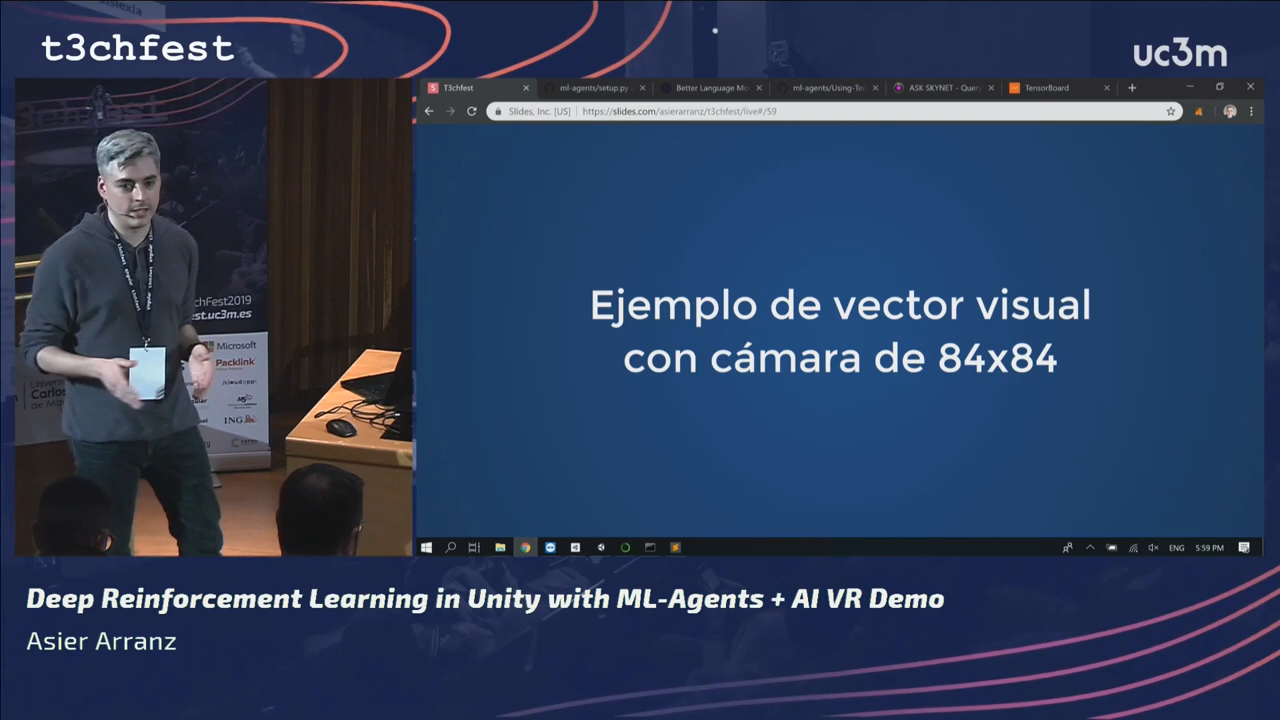 t3chfest
uc3m
T3chfest
ml-agents/setup.py
Better Language Mo
ml-agents/Using-Te
ASK SKYNET - Query
TensorBoard
Slides, Inc. [US]
https://slides.com/asierarranz/t3chfest/live#/59
Ejemplo de vector visual
con cámara de 84x84
ENG
5:59 PM
chFest2019
est.uc3m.es
Microsoft
Packlink
Carlos
de Ma
ING
Deep Reinforcement Learning in Unity with ML-Agents + AI VR Demo
Asier Arranz